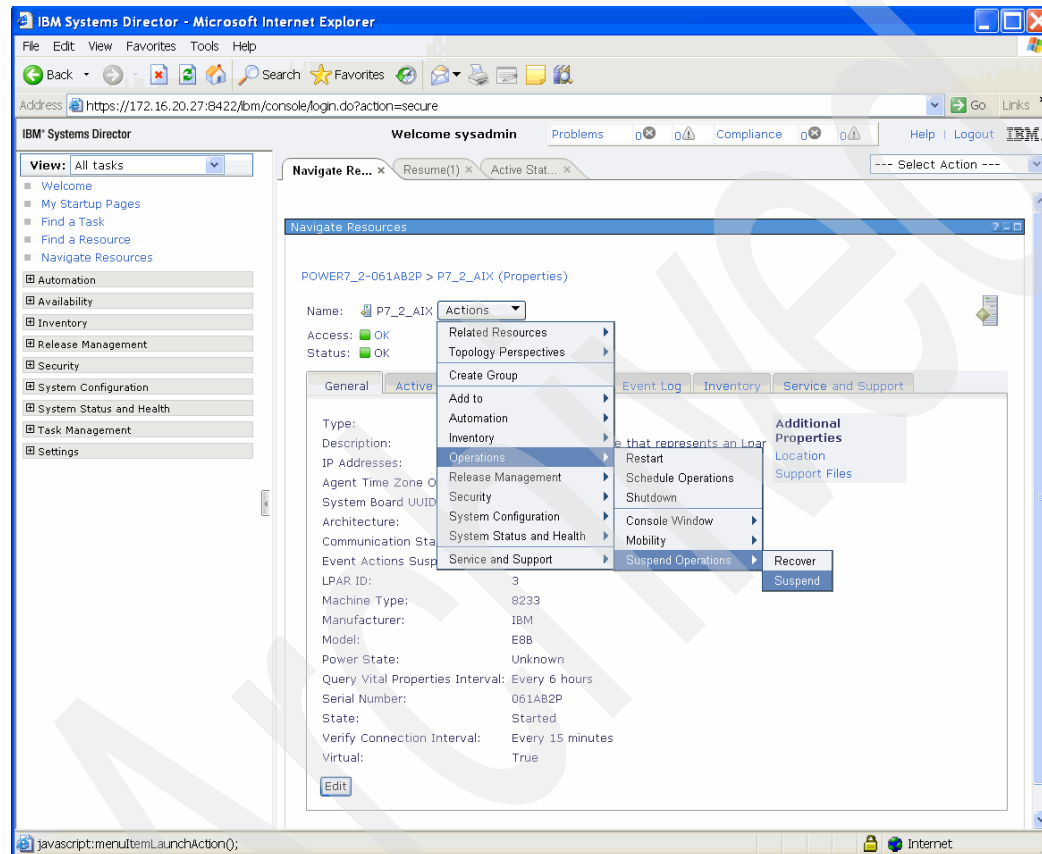 IBM Systems Director - Microsoft Internet Explorer
File Edit View Favorites Tools Help
Back Search Favorites
Address https://172.16.20.27:8422/ibm/console/login.do?action=secure Go Links
IBM® Systems Director Welcome sysadmin Problems 0 0 Compliance 0 0 Help | Logout IBM.
View: All tasks
Navigate Re... × Resume(1) × Active Stat... × --- Select Action ---
Welcome
My Startup Pages
Find a Task
Find a Resource
Navigate Resources
Automation
Availability
Inventory
Release Management
Security
System Configuration
System Status and Health
Task Management
Settings
Navigate Resources
POWER7_2-061AB2P > P7_2_AIX (Properties)
Name: P7_2_AIX Actions
Access: OK
Status: OK
Related Resources
Topology Perspectives
Create Group
Add to
Automation
Inventory
Operations
Release Management
Security
System Configuration
System Status and Health
Service and Support
Restart
Schedule Operations
Shutdown
Console Window
Mobility
Suspend Operations
Recover
Suspend
General Active Event Log Inventory Service and Support
Type:
Description: e that represents an Lpar
IP Addresses:
Agent Time Zone O
System Board UUID
Architecture:
Communication Sta
Event Actions Susp
LPAR ID: 3
Machine Type: 8233
Manufacturer: IBM
Model: E8B
Power State: Unknown
Query Vital Properties Interval: Every 6 hours
Serial Number: 061AB2P
State: Started
Verify Connection Interval: Every 15 minutes
Virtual: True
Edit
Additional
Properties
Location
Support Files
javascript:menuItemLaunchAction(); Internet